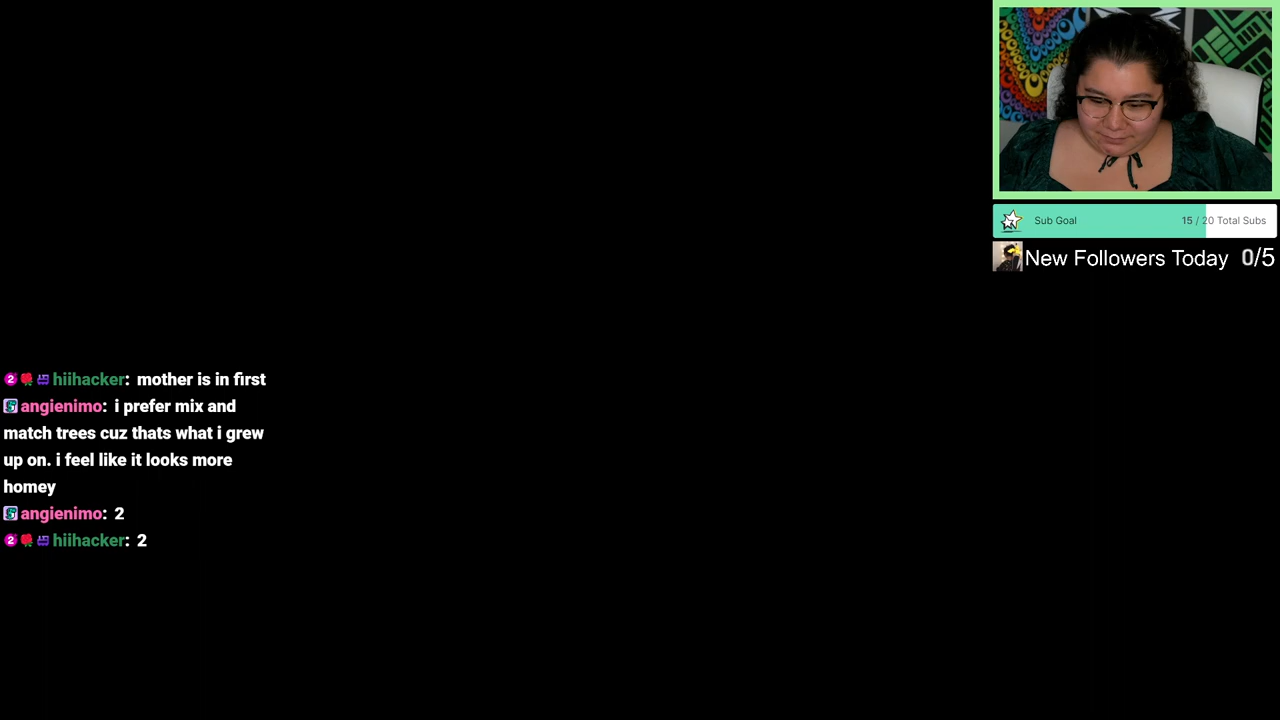 Sub Goal 15 / 20 Total Subs
New Followers Today 0/5
2 hiihacker: mother is in first
angienimo: i prefer mix and
match trees cuz thats what i grew
up on. i feel like it looks more
homey
angienimo: 2
2 hiihacker: 2